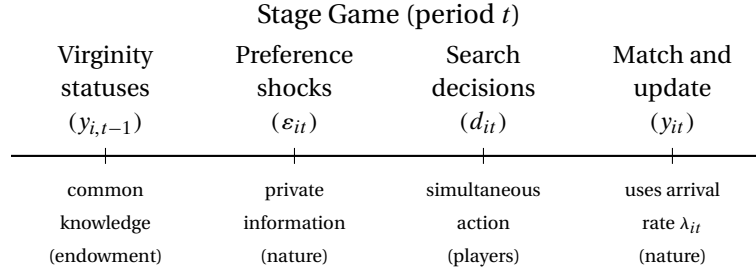 Stage Game (period t)
Virginity Preference Search Match and
statuses shocks decisions update
(y_{i,t−1}) (ε_{it}) (d_{it}) (y_{it})
common private simultaneous uses arrival
knowledge information action rate λ_{it}
(endowment) (nature) (players) (nature)